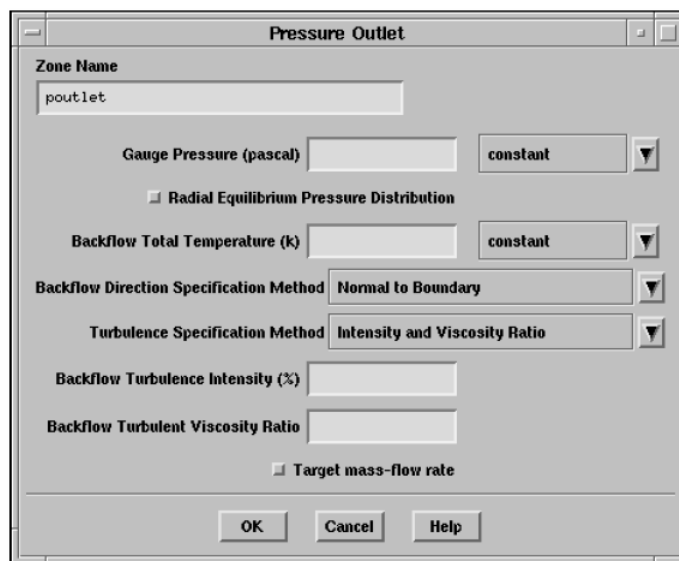 Pressure Outlet
Zone Name
poutlet
Gauge Pressure (pascal) constant
Radial Equilibrium Pressure Distribution
Backflow Total Temperature (k) constant
Backflow Direction Specification Method Normal to Boundary
Turbulence Specification Method Intensity and Viscosity Ratio
Backflow Turbulence Intensity (%)
Backflow Turbulent Viscosity Ratio
Target mass-flow rate
OK Cancel Help